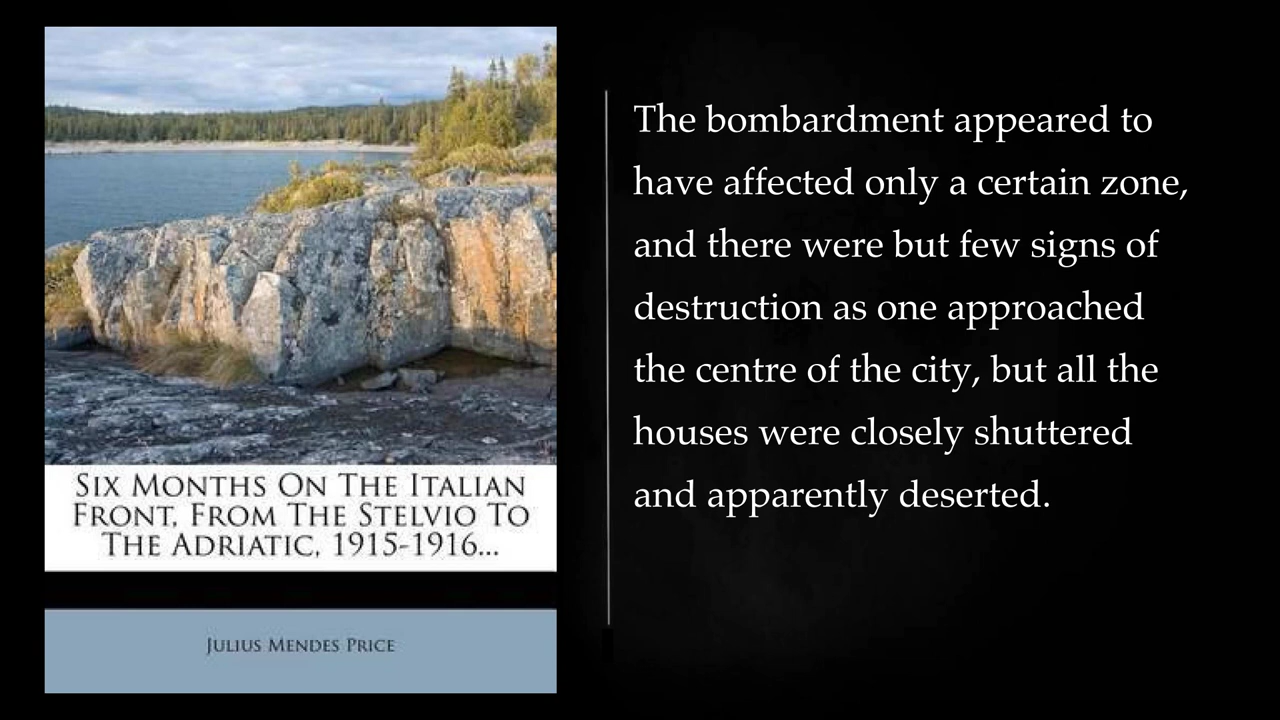 Six Months On The Italian
Front, From The Stelvio To
The Adriatic, 1915-1916...
Julius Mendes Price
The bombardment appeared to
have affected only a certain zone,
and there were but few signs of
destruction as one approached
the centre of the city, but all the
houses were closely shuttered
and apparently deserted.